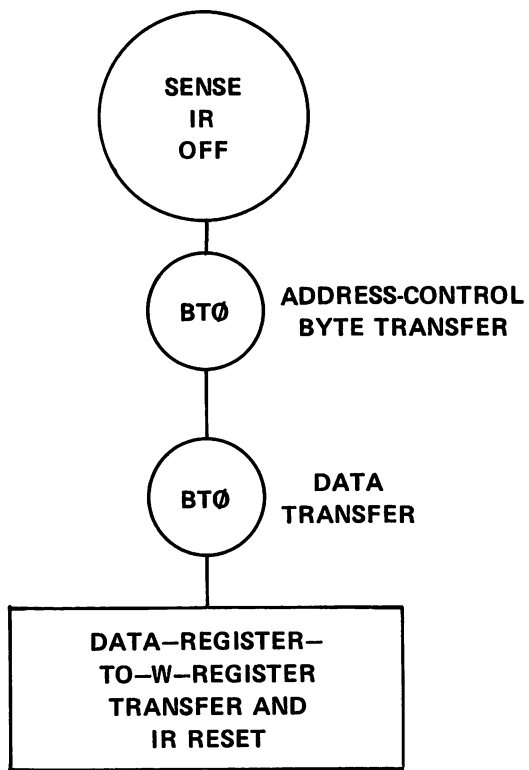 SENSE
IR
OFF
BTØ
ADDRESS-CONTROL
BYTE TRANSFER
BTØ
DATA
TRANSFER
DATA–REGISTER–
TO–W–REGISTER
TRANSFER AND
IR RESET